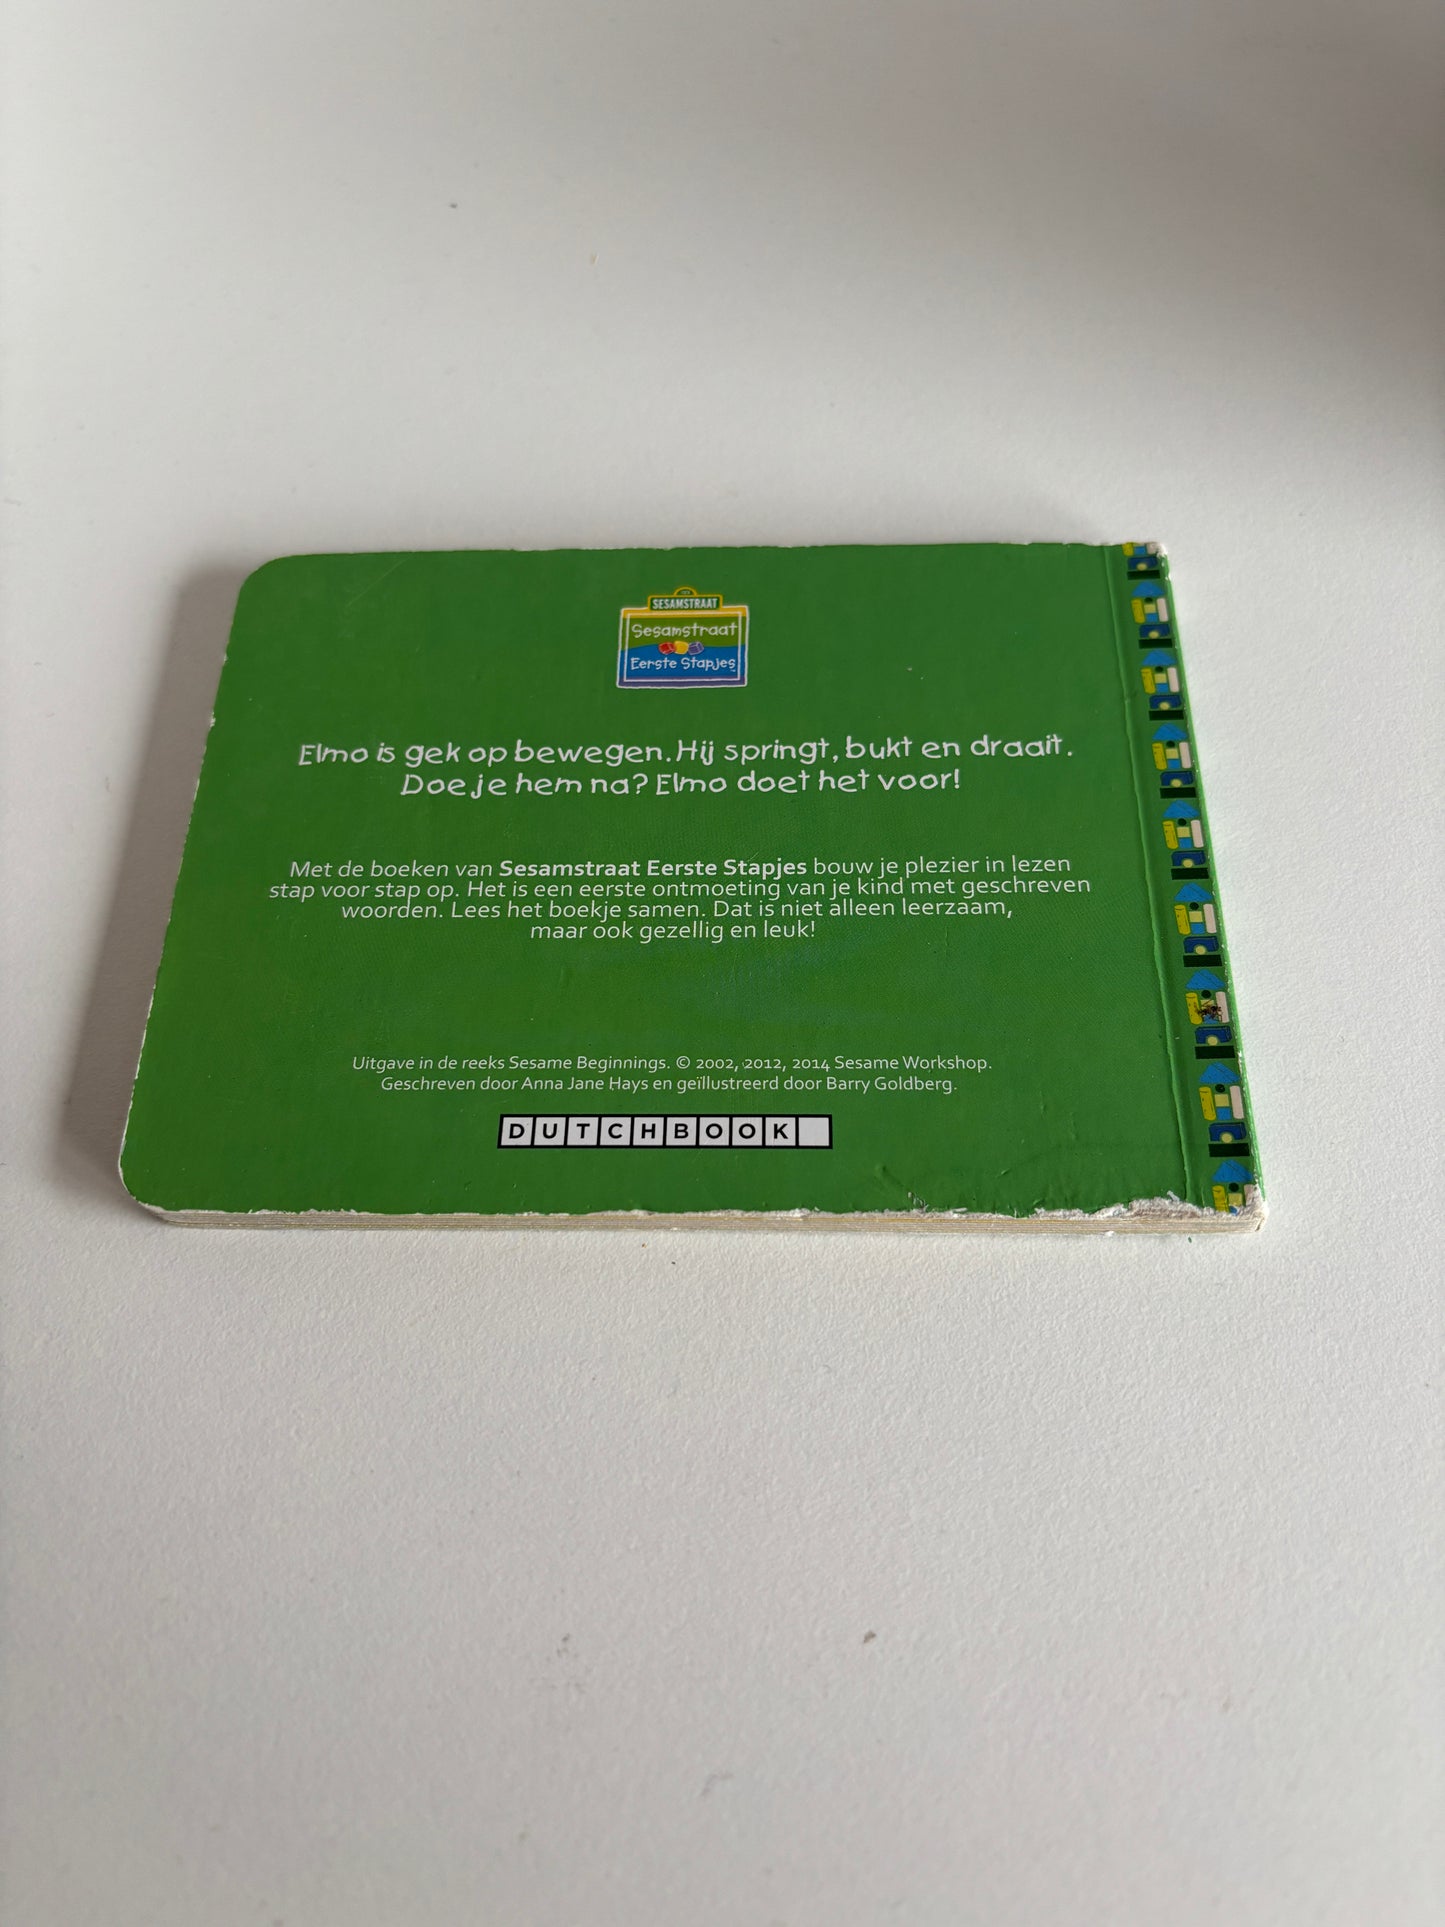 SESAMSTRAAT
Sesamstraat
Eerste Stapjes
Elmo is gek op bewegen. Hij springt, bukt en draait.
Doe je hem na? Elmo doet het voor!
Met de boeken van Sesamstraat Eerste Stapjes bouw je plezier in lezen
stap voor stap op. Het is een eerste ontmoeting van je kind met geschreven
woorden. Lees het boekje samen. Dat is niet alleen leerzaam,
maar ook gezellig en leuk!
Uitgave in de reeks Sesame Beginnings. © 2002, 2012, 2014 Sesame Workshop.
Geschreven door Anna Jane Hays en geïllustreerd door Barry Goldberg.
DUTCHBOOK